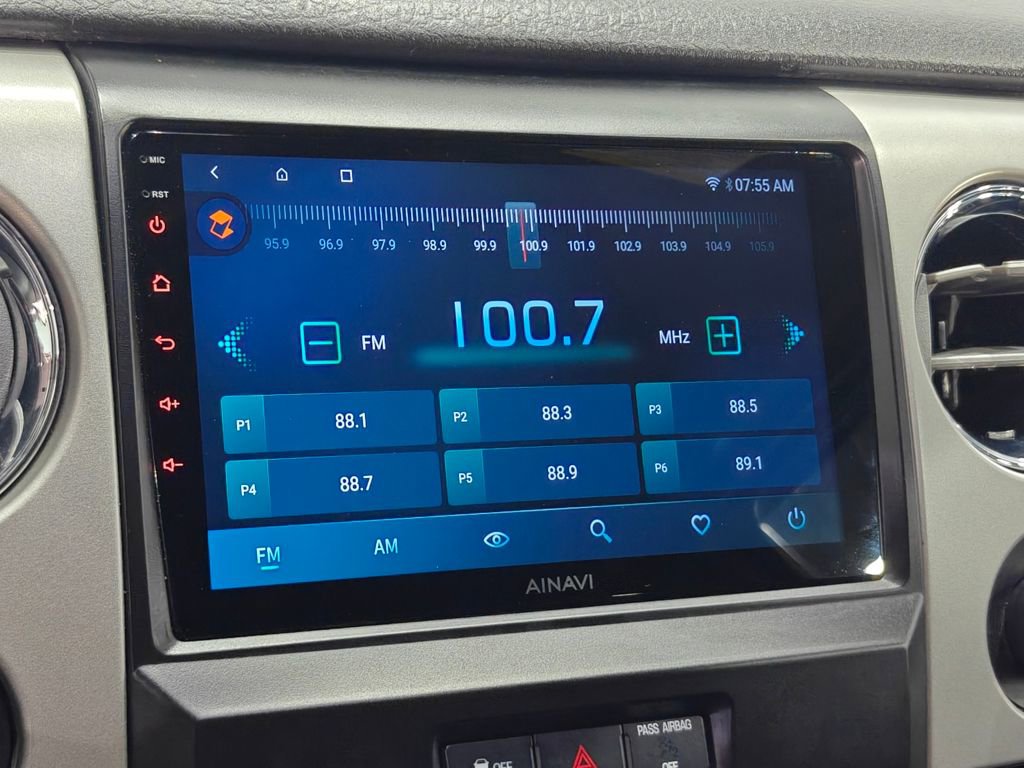 MIC
RST
07:55 AM
95.9 96.9 97.9 98.9 99.9 100.9 101.9 102.9 103.9 104.9 105.9
FM 100.7 MHz
P1 88.1 P2 88.3 P3 88.5
P4 88.7 P5 88.9 P6 89.1
FM AM
AINAVI
PASS AIRBAG
OFF OFF